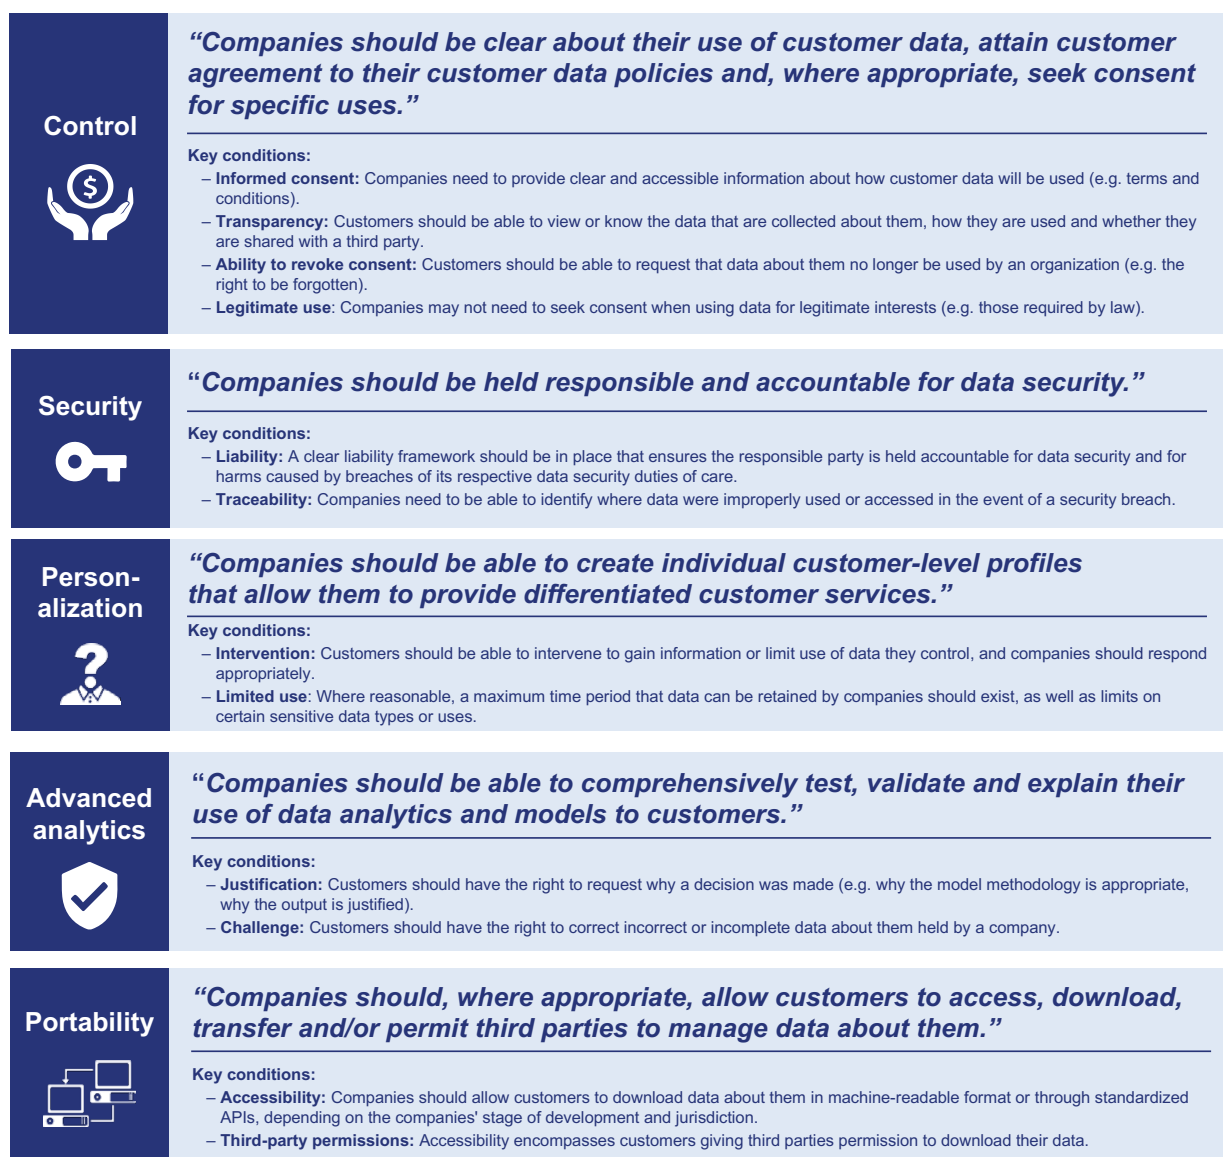 Control
“Companies should be clear about their use of customer data, attain customer
agreement to their customer data policies and, where appropriate, seek consent
for specific uses.”
Key conditions:
– Informed consent: Companies need to provide clear and accessible information about how customer data will be used (e.g. terms and
conditions).
– Transparency: Customers should be able to view or know the data that are collected about them, how they are used and whether they
are shared with a third party.
– Ability to revoke consent: Customers should be able to request that data about them no longer be used by an organization (e.g. the
right to be forgotten).
– Legitimate use: Companies may not need to seek consent when using data for legitimate interests (e.g. those required by law).
Security
“Companies should be held responsible and accountable for data security.”
Key conditions:
– Liability: A clear liability framework should be in place that ensures the responsible party is held accountable for data security and for
harms caused by breaches of its respective data security duties of care.
– Traceability: Companies need to be able to identify where data were improperly used or accessed in the event of a security breach.
Person-
alization
“Companies should be able to create individual customer-level profiles
that allow them to provide differentiated customer services.”
Key conditions:
– Intervention: Customers should be able to intervene to gain information or limit use of data they control, and companies should respond
appropriately.
– Limited use: Where reasonable, a maximum time period that data can be retained by companies should exist, as well as limits on
certain sensitive data types or uses.
Advanced
analytics
“Companies should be able to comprehensively test, validate and explain their
use of data analytics and models to customers.”
Key conditions:
– Justification: Customers should have the right to request why a decision was made (e.g. why the model methodology is appropriate,
why the output is justified).
– Challenge: Customers should have the right to correct incorrect or incomplete data about them held by a company.
Portability
“Companies should, where appropriate, allow customers to access, download,
transfer and/or permit third parties to manage data about them.”
Key conditions:
– Accessibility: Companies should allow customers to download data about them in machine-readable format or through standardized
APIs, depending on the companies' stage of development and jurisdiction.
– Third-party permissions: Accessibility encompasses customers giving third parties permission to download their data.